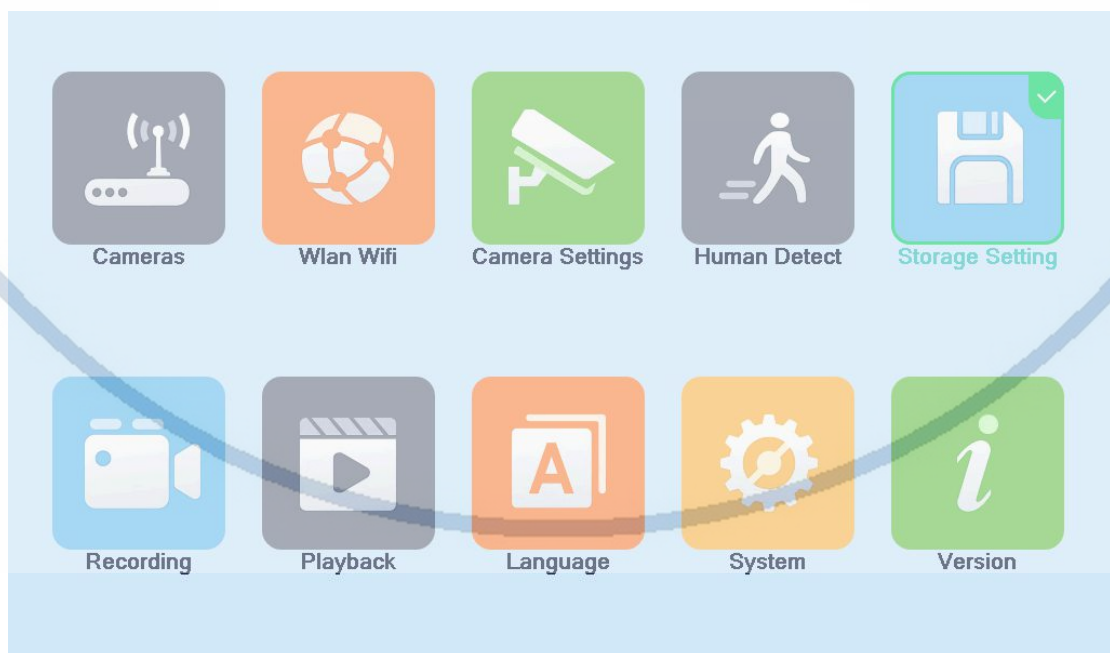 Cameras
Wlan Wifi
Camera Settings
Human Detect
Storage Setting
Recording
Playback
A
Language
System
i
Version